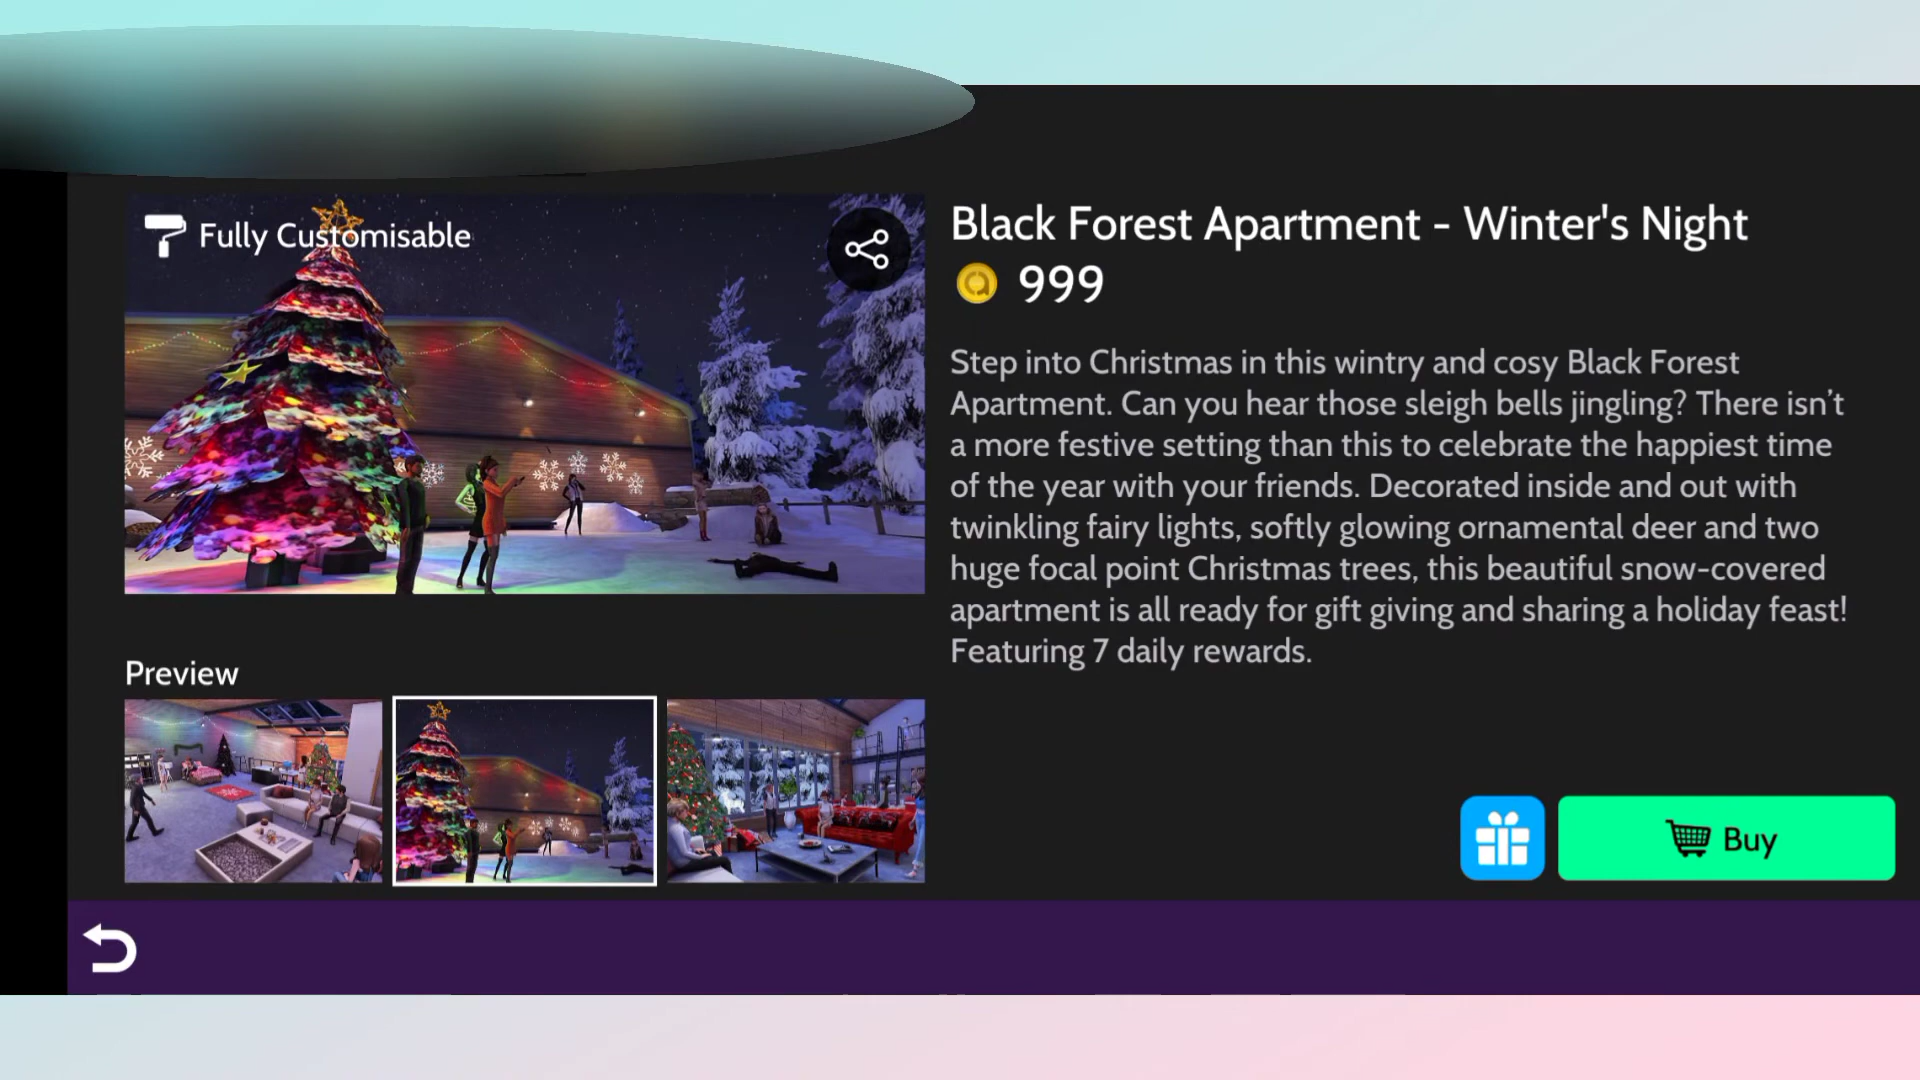 Fully Customisable
Black Forest Apartment - Winter's Night
999
Step into Christmas in this wintry and cosy Black Forest
Apartment. Can you hear those sleigh bells jingling? There isn’t
a more festive setting than this to celebrate the happiest time
of the year with your friends. Decorated inside and out with
twinkling fairy lights, softly glowing ornamental deer and two
huge focal point Christmas trees, this beautiful snow-covered
apartment is all ready for gift giving and sharing a holiday feast!
Featuring 7 daily rewards.
Preview
Buy